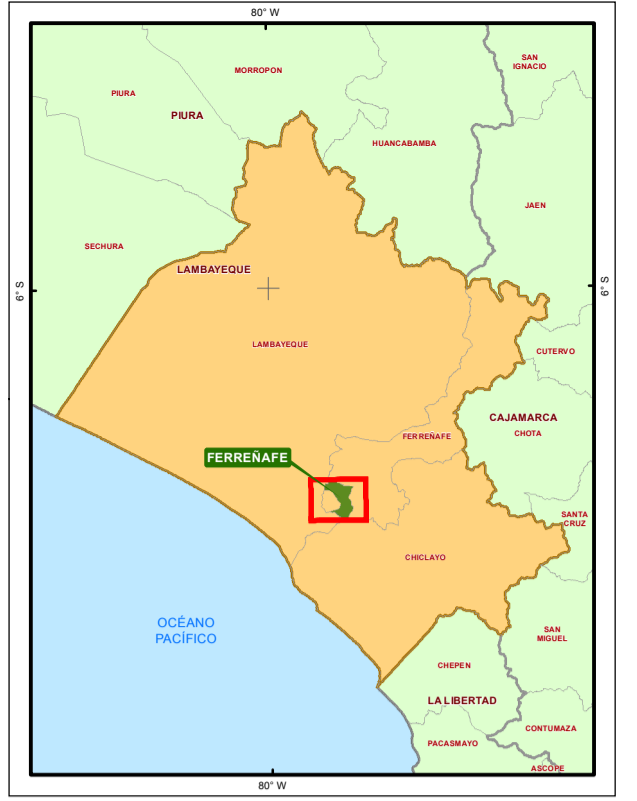 80° W
SAN
IGNACIO
MORROPON
PIURA
PIURA
HUANCABAMBA
JAEN
SECHURA
LAMBAYEQUE
6° S
6° S
LAMBAYEQUE
CUTERVO
CAJAMARCA
CHOTA
FERREÑAFE
FERREÑAFE
SANTA
CRUZ
CHICLAYO
OCÉANO
PACÍFICO
SAN
MIGUEL
CHEPEN
LA LIBERTAD
CONTUMAZA
PACASMAYO
ASCOPE
80° W